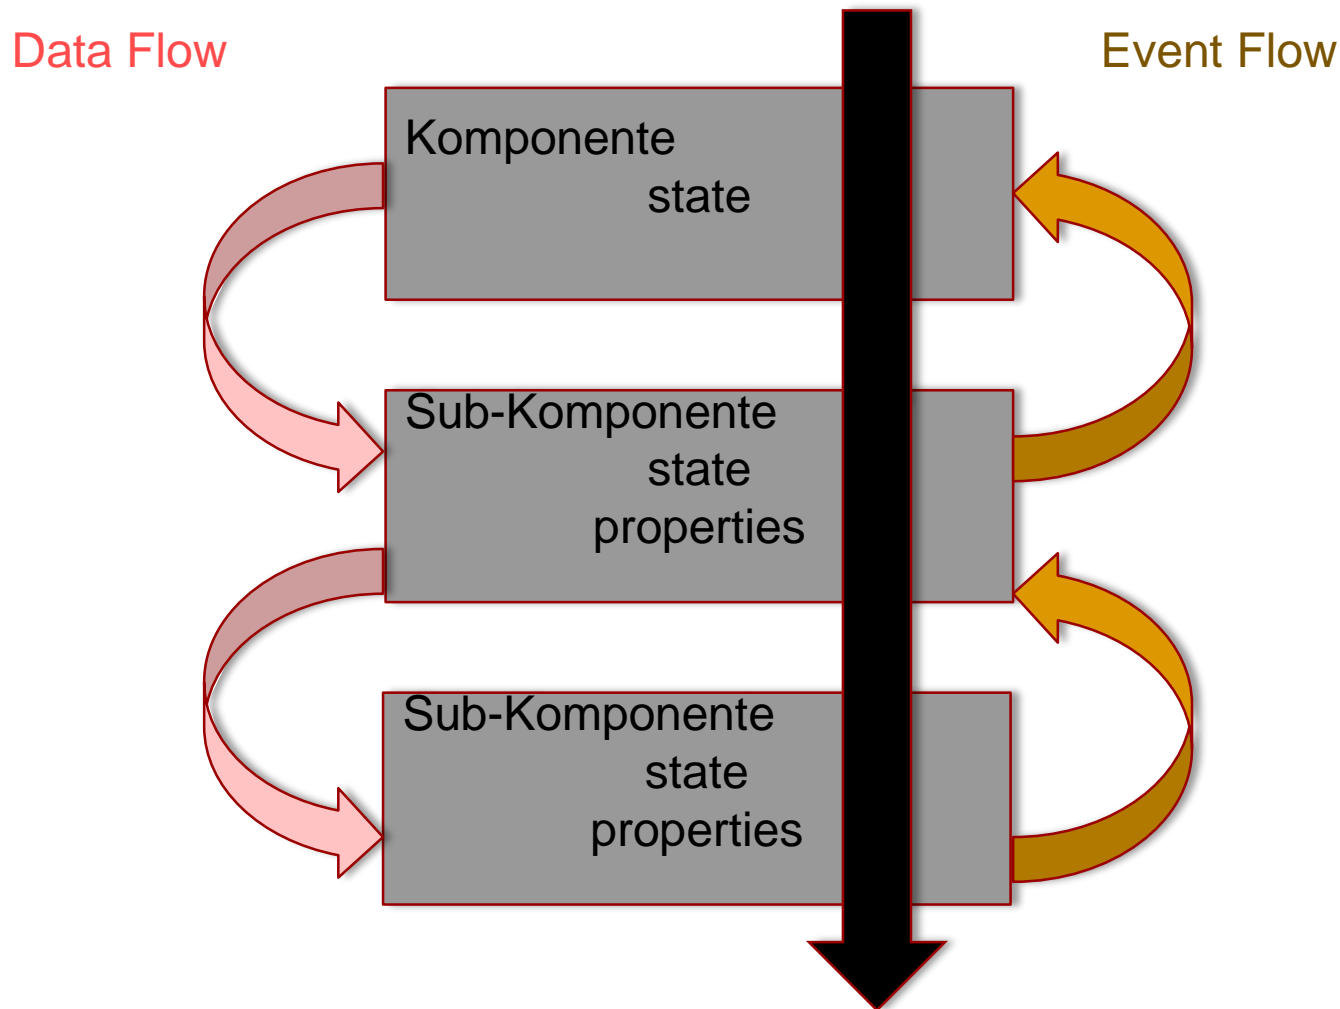 Data Flow
Event Flow
Komponente
state
Sub-Komponente
state
properties
Sub-Komponente
state
properties